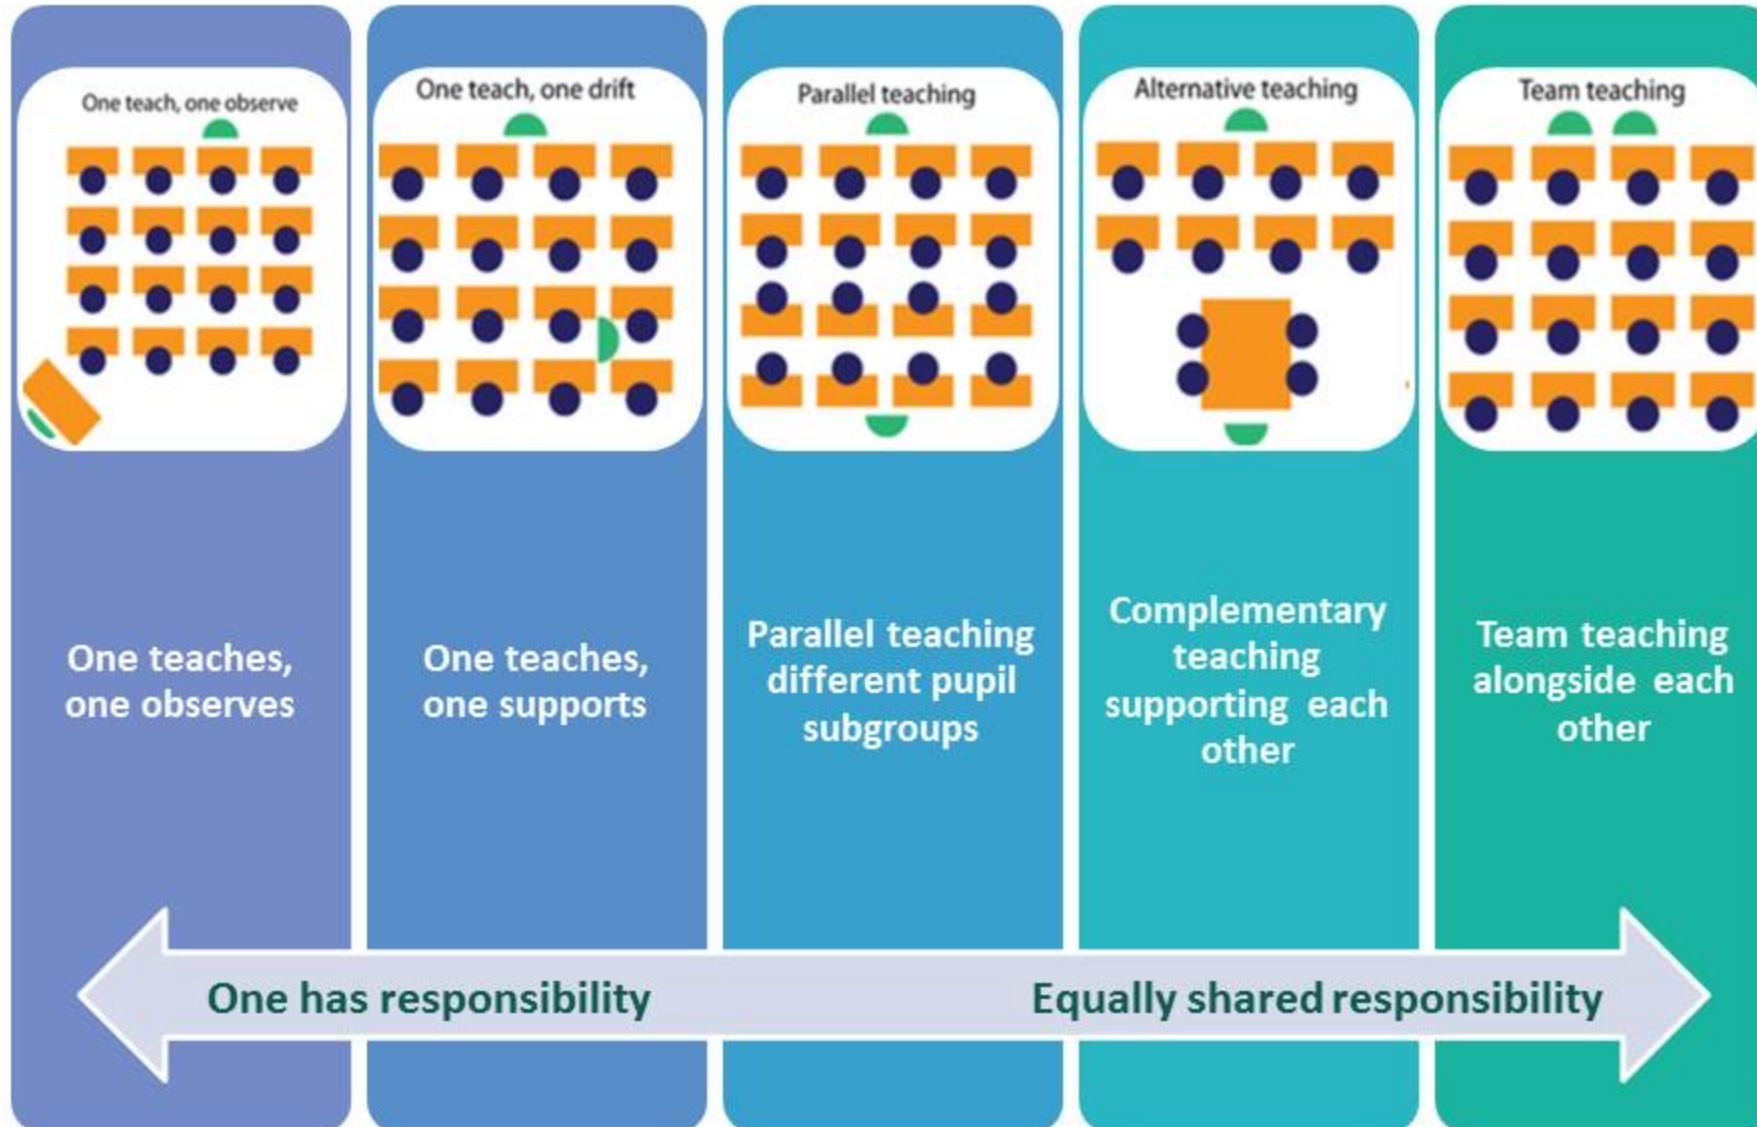 One teach, one observe
One teach, one drift
Parallel teaching
Alternative teaching
Team teaching
One teaches,
one observes
One teaches,
one supports
Parallel teaching
different pupil
subgroups
Complementary
teaching
supporting each
other
Team teaching
alongside each
other
One has responsibility
Equally shared responsibility